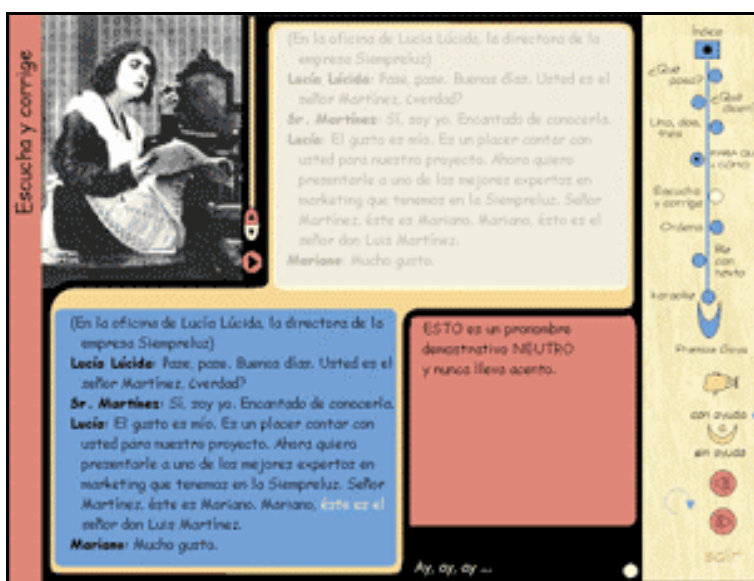 Escucha y corrige
(En la oficina de Lucía Lúcida, la directora de la
empresa Siempreluz)
Lucía Lúcida: Pase, pase. Buenos días. Usted es el
señor Martínez, ¿verdad?
Sr. Martínez: Sí, soy yo. Encantado de conocerla.
Lucía: El gusto es mío. Es un placer contar con
usted para nuestro proyecto. Ahora quiero
presentarle a uno de los mejores expertos en
marketing que tenemos en la Siempreluz. Señor
Martínez, éste es Mariano. Mariano, ésto es el
señor don Luis Martínez.
Mariano: Mucho gusto.
(En la oficina de Lucía Lúcida, la directora de la
empresa Siempreluz)
Lucía Lúcida: Pase, pase. Buenos días. Usted es el
señor Martínez, ¿verdad?
Sr. Martínez: Sí, soy yo. Encantado de conocerla.
Lucía: El gusto es mío. Es un placer contar con
usted para nuestro proyecto. Ahora quiero
presentarle a uno de los mejores expertos en
marketing que tenemos en la Siempreluz. Señor
Martínez, éste es Mariano. Mariano, ésto es el
señor don Luis Martínez.
Mariano: Mucho gusto.
ESTO es un pronombre
demostrativo NEUTRO
y nunca lleva acento.
Ay, ay, ay ...
Índice
¿Qué
pasa?
¿Qué
Uno, dos,
tres
Escucha
y corrige
Ordena
con
texto
karaoke
con ayuda
sin ayuda
salir